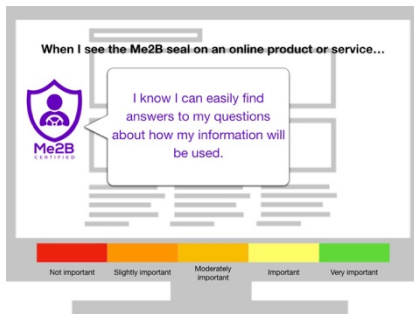 When I see the Me2B seal on an online product or service…
I know I can easily find
answers to my questions
about how my information will
be used.
Me2B
CERTIFIED
Not important
Slightly important
Moderately
important
Important
Very important